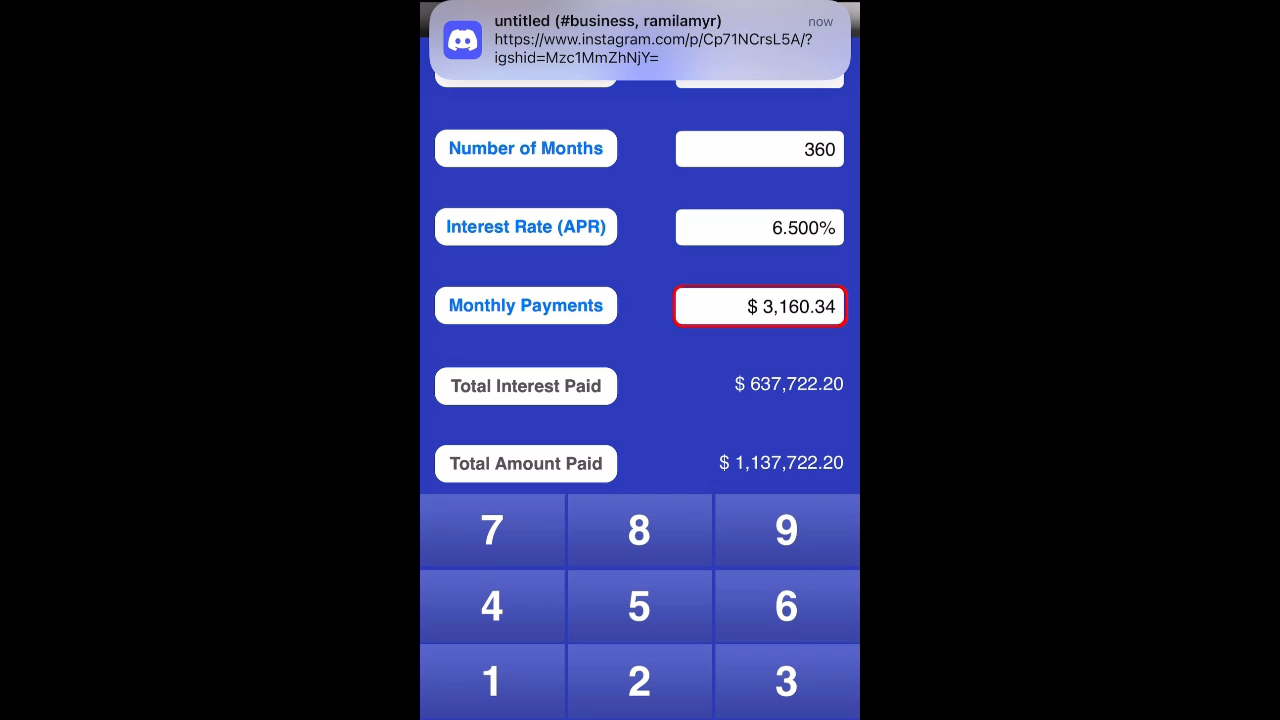 untitled (#business, ramilamyr)
now
https://www.instagram.com/p/Cp71NCrsL5A/?
igshid=Mzc1MmZhNjY=
Number of Months
360
Interest Rate (APR)
6.500%
Monthly Payments
$ 3,160.34
Total Interest Paid
$ 637,722.20
Total Amount Paid
$ 1,137,722.20
7 8 9
4 5 6
1 2 3